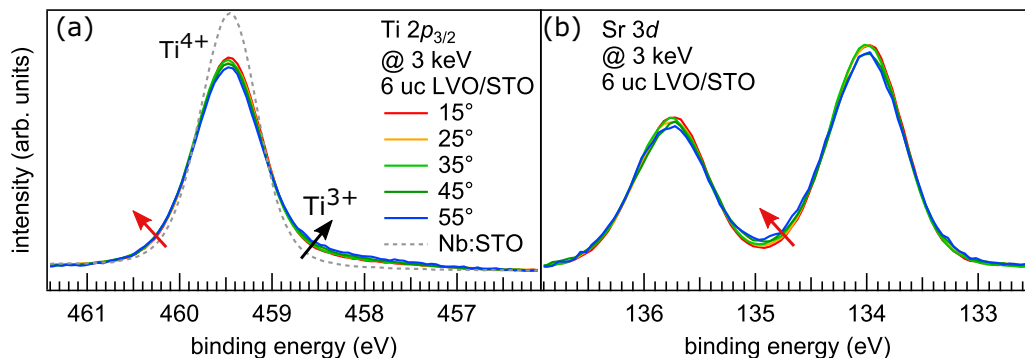 (a)
Ti⁴⁺
Ti 2p₃/₂
@ 3 keV
6 uc LVO/STO
15°
25°
35°
45°
55°
Nb:STO
Ti³⁺
intensity (arb. units)
461 460 459 458 457
binding energy (eV)
(b)
Sr 3d
@ 3 keV
6 uc LVO/STO
136 135 134 133
binding energy (eV)